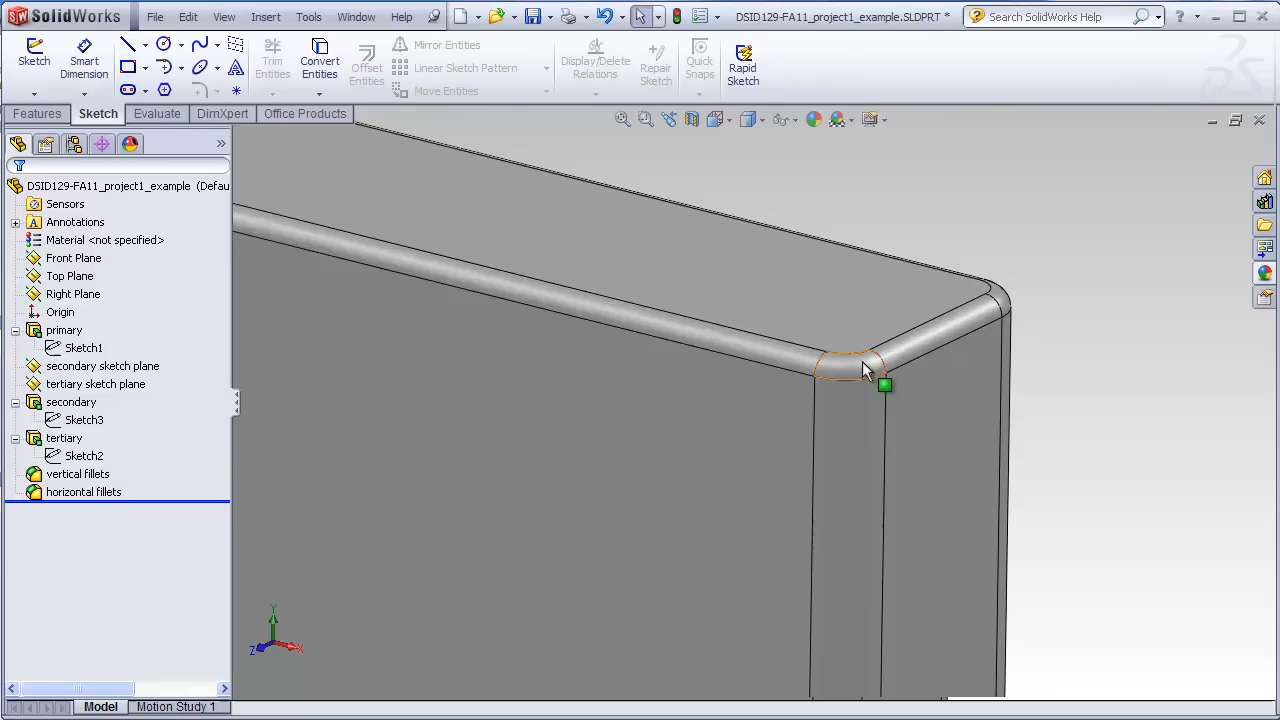 SolidWorks File Edit View Insert Tools Window Help DSID129-FA11_project1_example.SLDPRT * Search SolidWorks Help
Sketch Smart Dimension Trim Entities Convert Entities Offset Entities Mirror Entities Linear Sketch Pattern Move Entities Display/Delete Relations Repair Sketch Quick Snaps Rapid Sketch
Features Sketch Evaluate DimXpert Office Products
DSID129-FA11_project1_example (Defau
Sensors
Annotations
Material <not specified>
Front Plane
Top Plane
Right Plane
Origin
primary
Sketch1
secondary sketch plane
tertiary sketch plane
secondary
Sketch3
tertiary
Sketch2
vertical fillets
horizontal fillets
Y
Z X
Model Motion Study 1